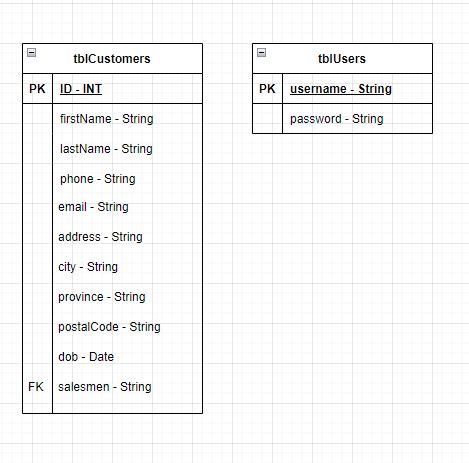 tblCustomers
PK ID - INT
firstName - String
lastName - String
phone - String
email - String
address - String
city - String
province - String
postalCode - String
dob - Date
FK salesmen - String
tblUsers
PK username - String
password - String